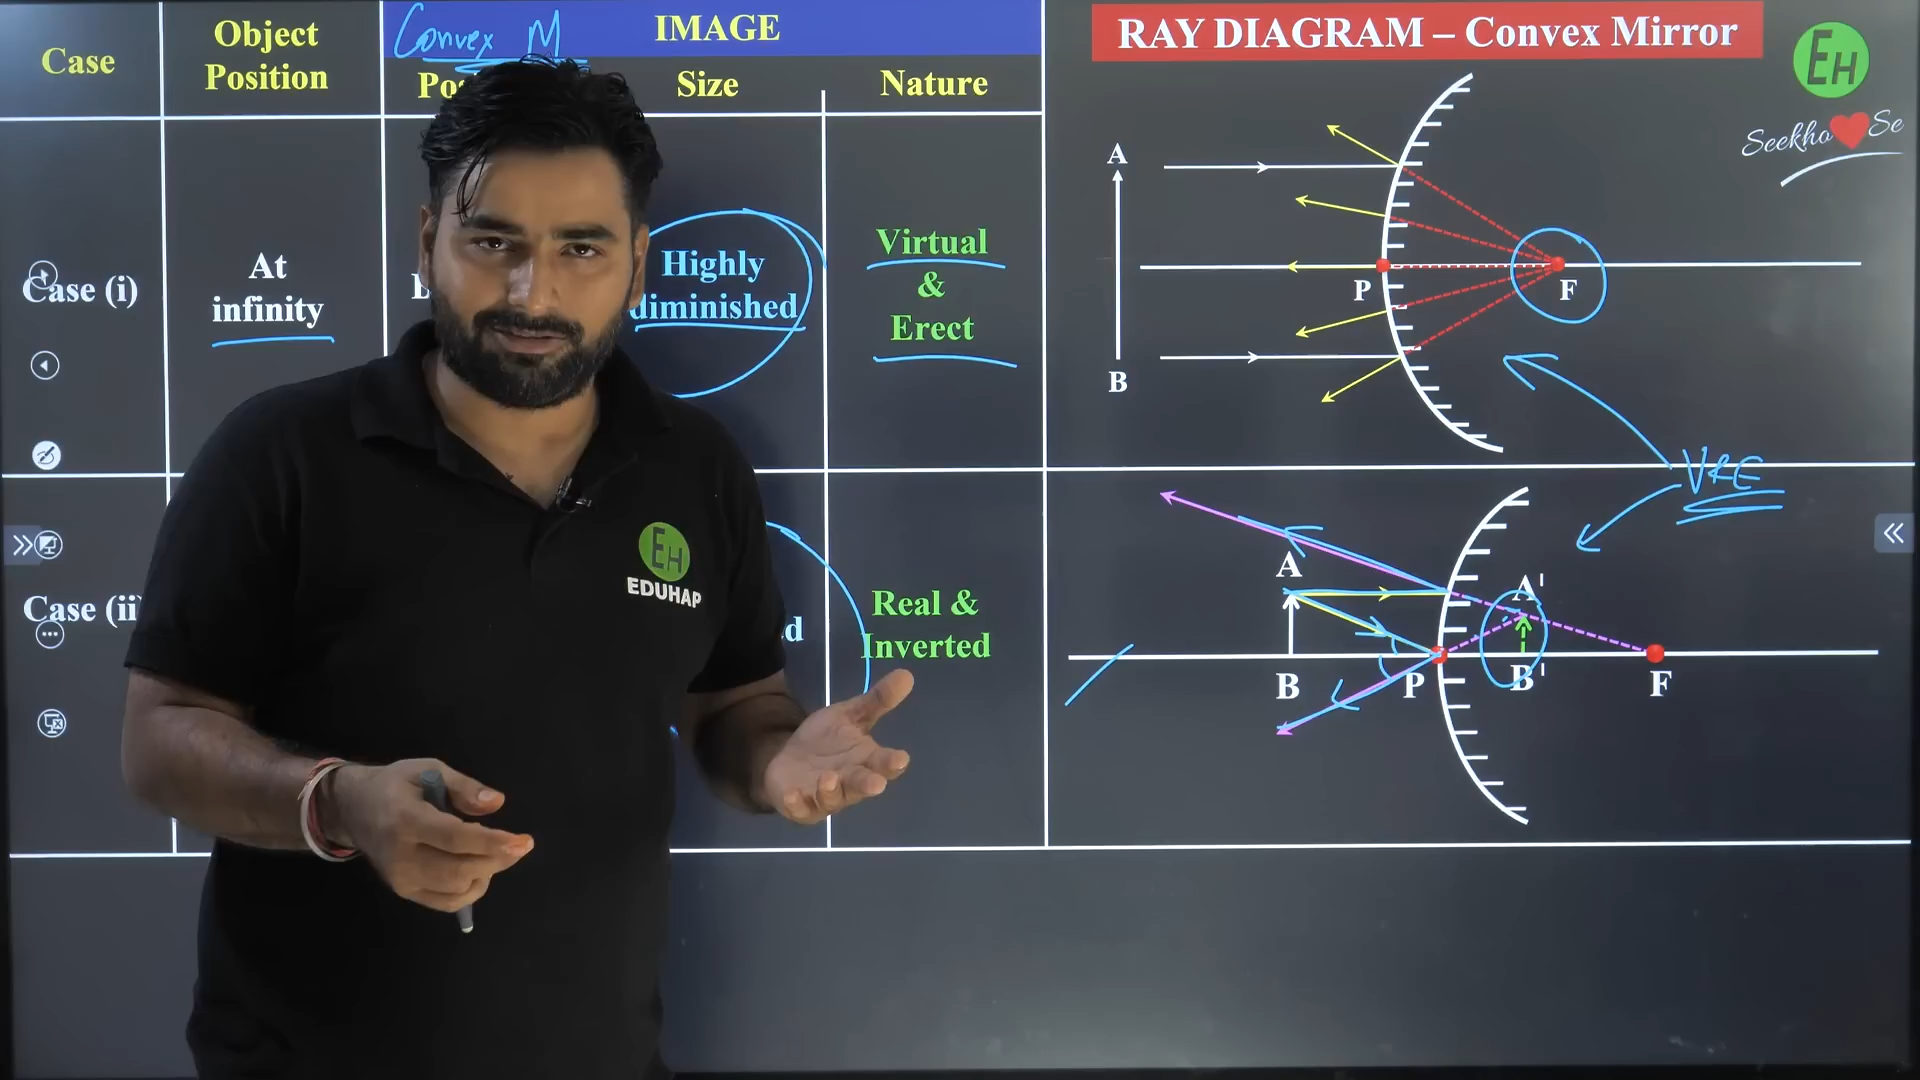 Case
Object
Position
Convex M
IMAGE
Size
Nature
Case (i)
At
infinity
Highly
diminished
Virtual
&
Erect
Case (ii)
Real &
Inverted
RAY DIAGRAM – Convex Mirror
EH
Seekho ❤ Se
A
P
F
B
VRE
A
A'
B
P
B'
F
EH
EDUHAP